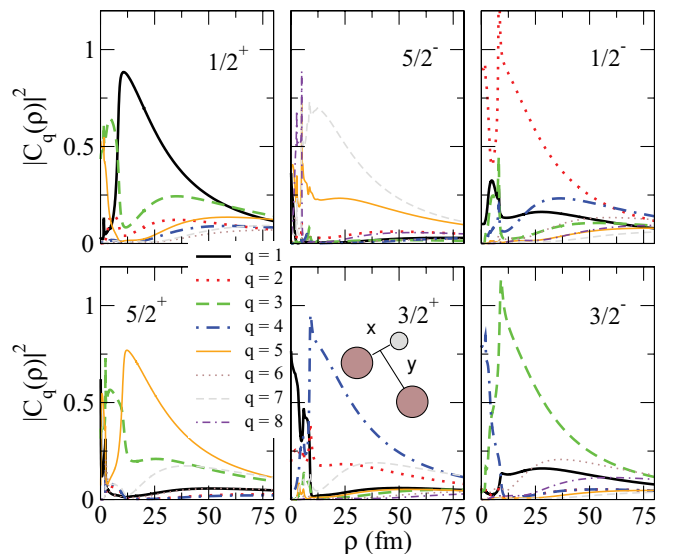 |C_q(ρ)|²
1
0.5
0
1/2⁺
5/2⁻
1/2⁻
|C_q(ρ)|²
1
0.5
0
5/2⁺
q = 1
q = 2
q = 3
q = 4
q = 5
q = 6
q = 7
q = 8
3/2⁺
x
y
3/2⁻
0 25 50 75
0 25 50 75
0 25 50 75
ρ (fm)